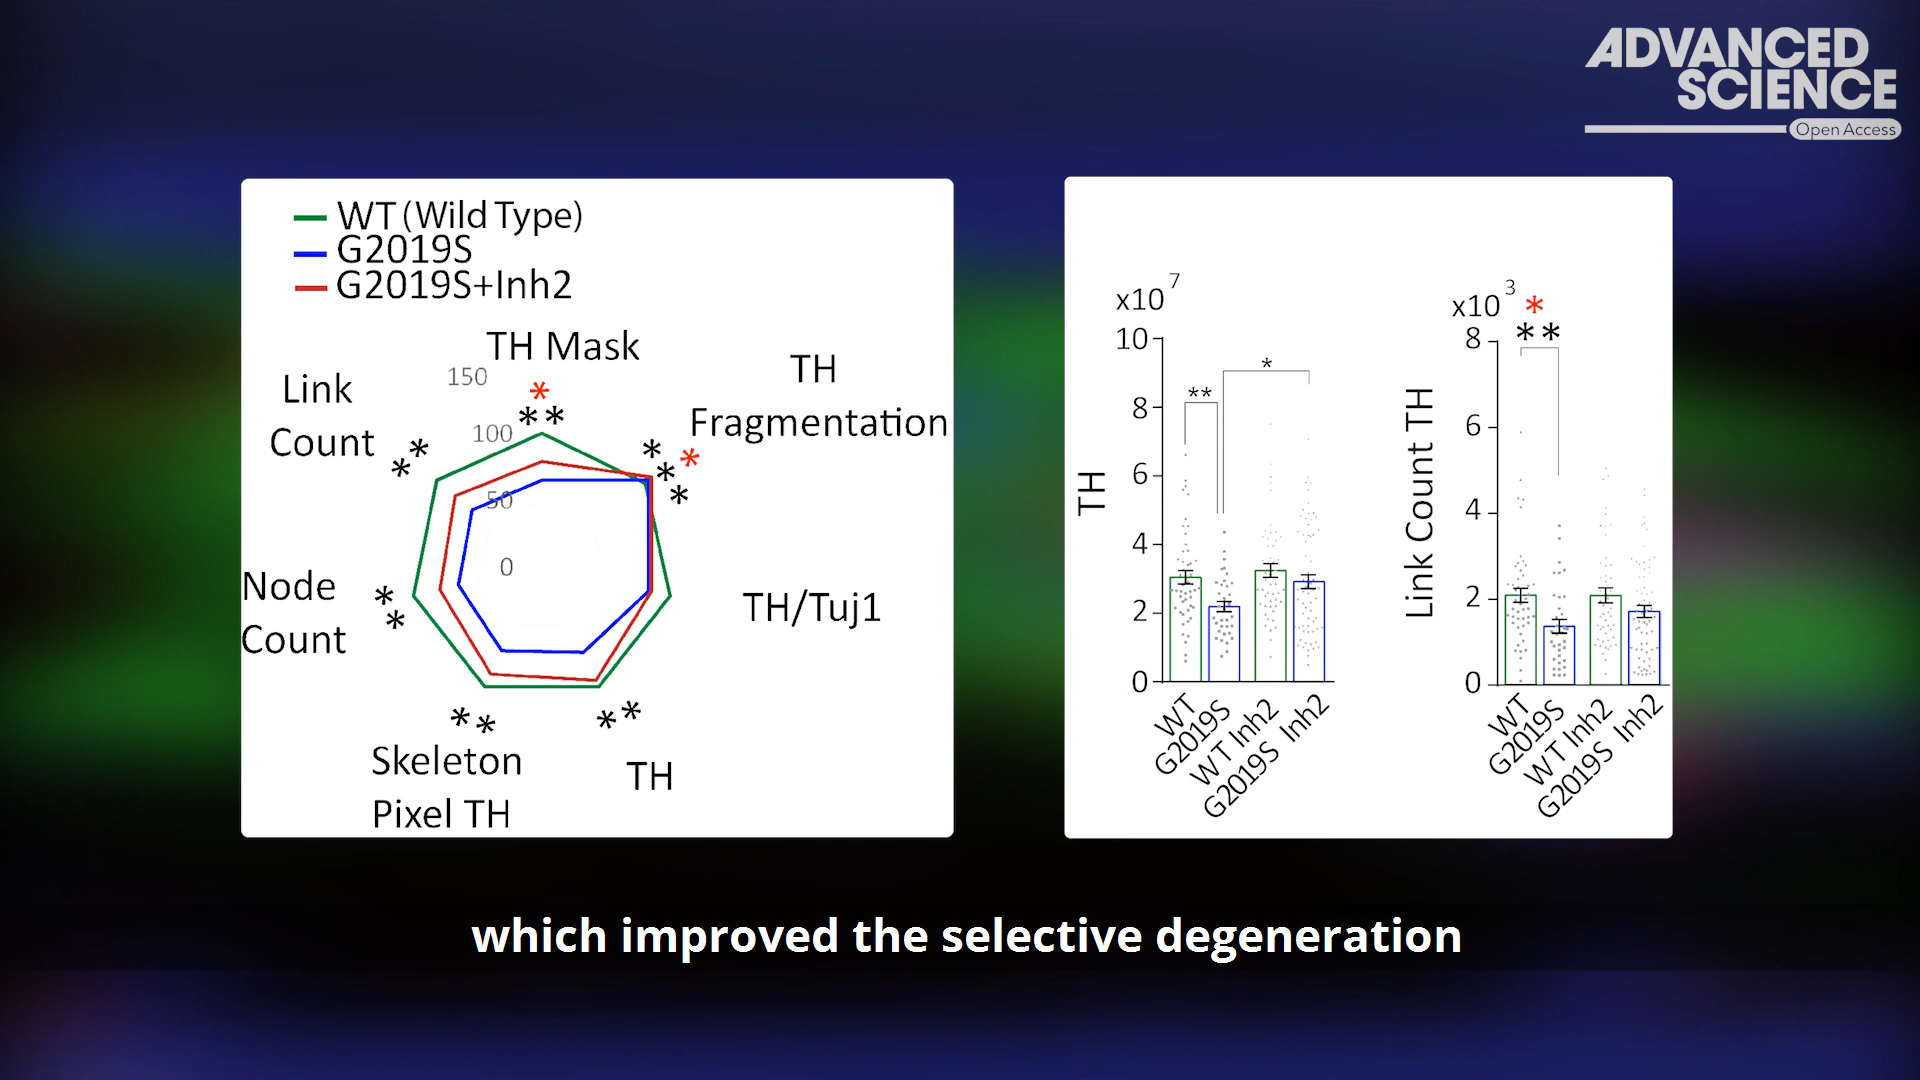 ADVANCED
SCIENCE
Open Access
WT (Wild Type)
G2019S
G2019S+Inh2
TH Mask
150
*
**
100
50
0
TH
Fragmentation
***
*
TH/Tuj1
TH
**
Skeleton
Pixel TH
**
Node
Count
**
Link
Count
**
x10 7
10
8
6
4
2
0
TH
**
*
WT
G2019S
WT Inh2
G2019S Inh2
x10 3
*
**
8
6
4
2
0
Link Count TH
WT
G2019S
WT Inh2
G2019S Inh2
which improved the selective degeneration